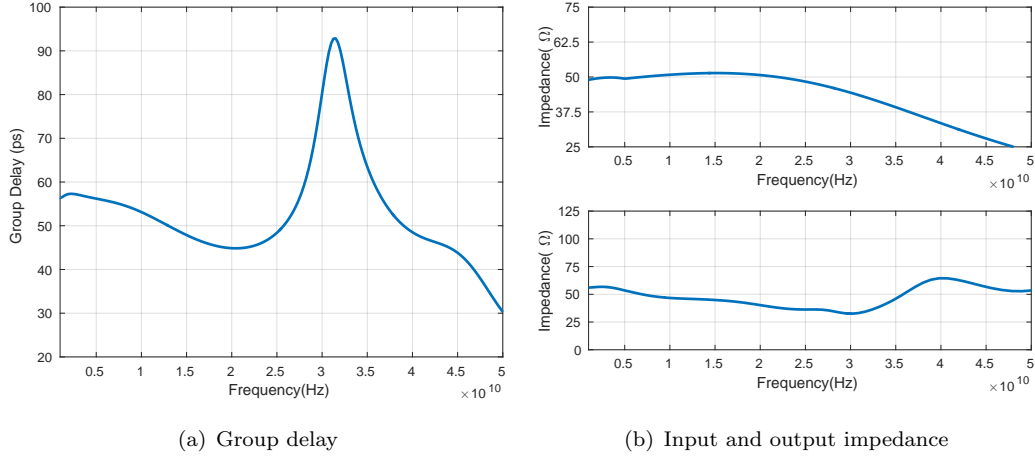 100
90
80
70
60
50
40
30
20
Group Delay (ps)
0.5 1 1.5 2 2.5 3 3.5 4 4.5 5
Frequency(Hz)
×10 10
(a) Group delay
75
62.5
50
37.5
25
Impedance( Ω)
0.5 1 1.5 2 2.5 3 3.5 4 4.5 5
Frequency(Hz)
×10 10
125
100
75
50
25
0
Impedance( Ω)
0.5 1 1.5 2 2.5 3 3.5 4 4.5 5
Frequency(Hz)
×10 10
(b) Input and output impedance